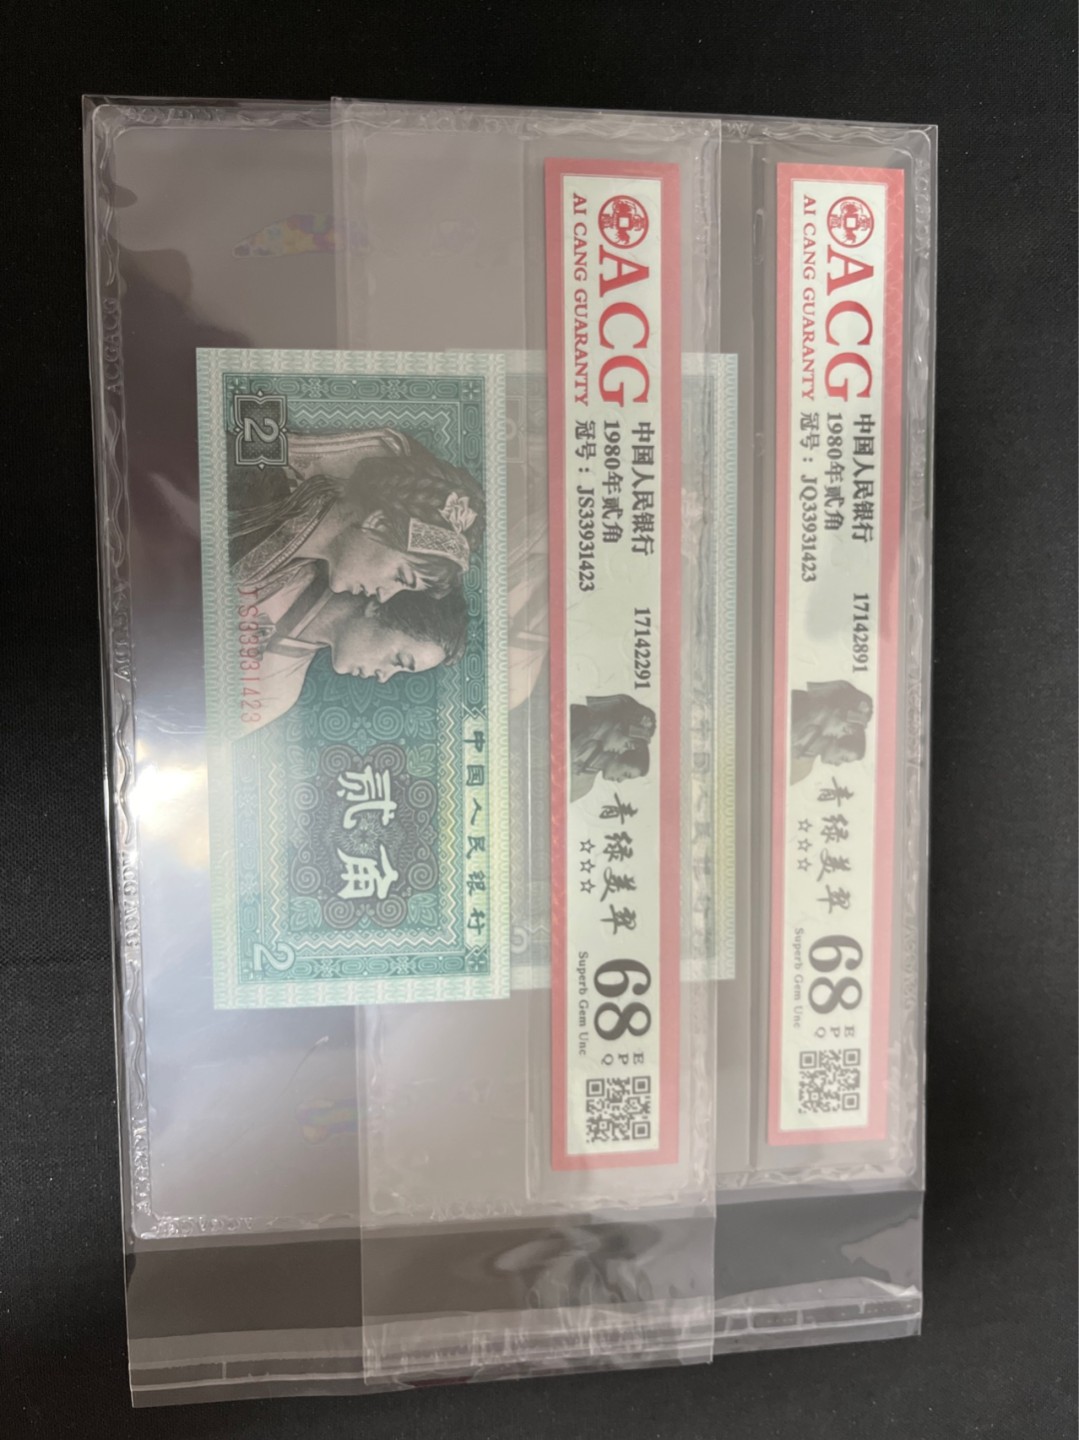 ACG
AI CANG GUARANTY
中国人民银行
1980年贰角
冠号：JQ33931423
17142891
青绿美翠
☆☆☆
68
EPQ
Superb Gem Unc
ACG
AI CANG GUARANTY
中国人民银行
1980年贰角
冠号：JS33931423
17142291
青绿美翠
☆☆☆
68
EPQ
Superb Gem Unc
中国人民银行
贰角
2
2
JS33931423